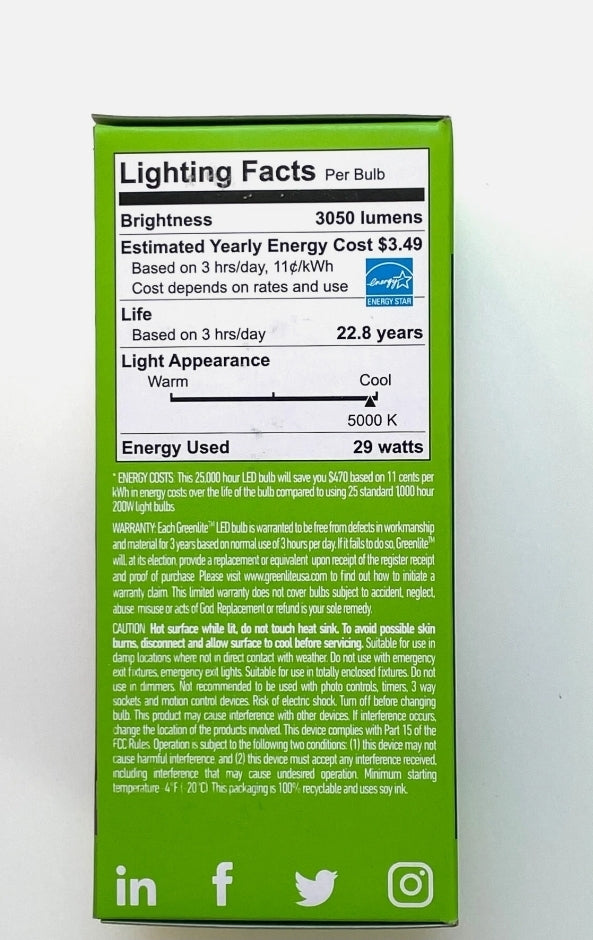 Lighting Facts Per Bulb
Brightness 3050 lumens
Estimated Yearly Energy Cost $3.49
Based on 3 hrs/day, 11¢/kWh
Cost depends on rates and use
energy
ENERGY STAR
Life
Based on 3 hrs/day 22.8 years
Light Appearance
Warm Cool
5000 K
Energy Used 29 watts
* ENERGY COSTS: This 25,000 hour LED bulb will save you $470 based on 11 cents per
kWh in energy costs over the life of the bulb compared to using 25 standard 1,000 hour
200W light bulbs
WARRANTY: Each Greenlite™ LED bulb is warranted to be free from defects in workmanship
and material for 3 years based on normal use of 3 hours per day. If it fails to do so, Greenlite™
will, at its election, provide a replacement or equivalent upon receipt of the register receipt
and proof of purchase. Please visit www.greenliteusa.com to find out how to initiate a
warranty claim. This limited warranty does not cover bulbs subject to accident, neglect,
abuse, misuse or acts of God. Replacement or refund is your sole remedy.
CAUTION: Hot surface while lit, do not touch heat sink. To avoid possible skin
burns, disconnect and allow surface to cool before servicing. Suitable for use in
damp locations where not in direct contact with weather. Do not use with emergency
exit fixtures, emergency exit lights. Suitable for use in totally enclosed fixtures. Do not
use in dimmers. Not recommended to be used with photo controls, timers, 3 way
sockets and motion control devices. Risk of electric shock. Turn off before changing
bulb. This product may cause interference with other devices. If interference occurs,
change the location of the products involved. This device complies with Part 15 of the
FCC Rules. Operation is subject to the following two conditions: (1) this device may not
cause harmful interference, and (2) this device must accept any interference received,
including interference that may cause undesired operation. Minimum starting
temperature -4°F (-20°C) This packaging is 100% recyclable and uses soy ink.
in f